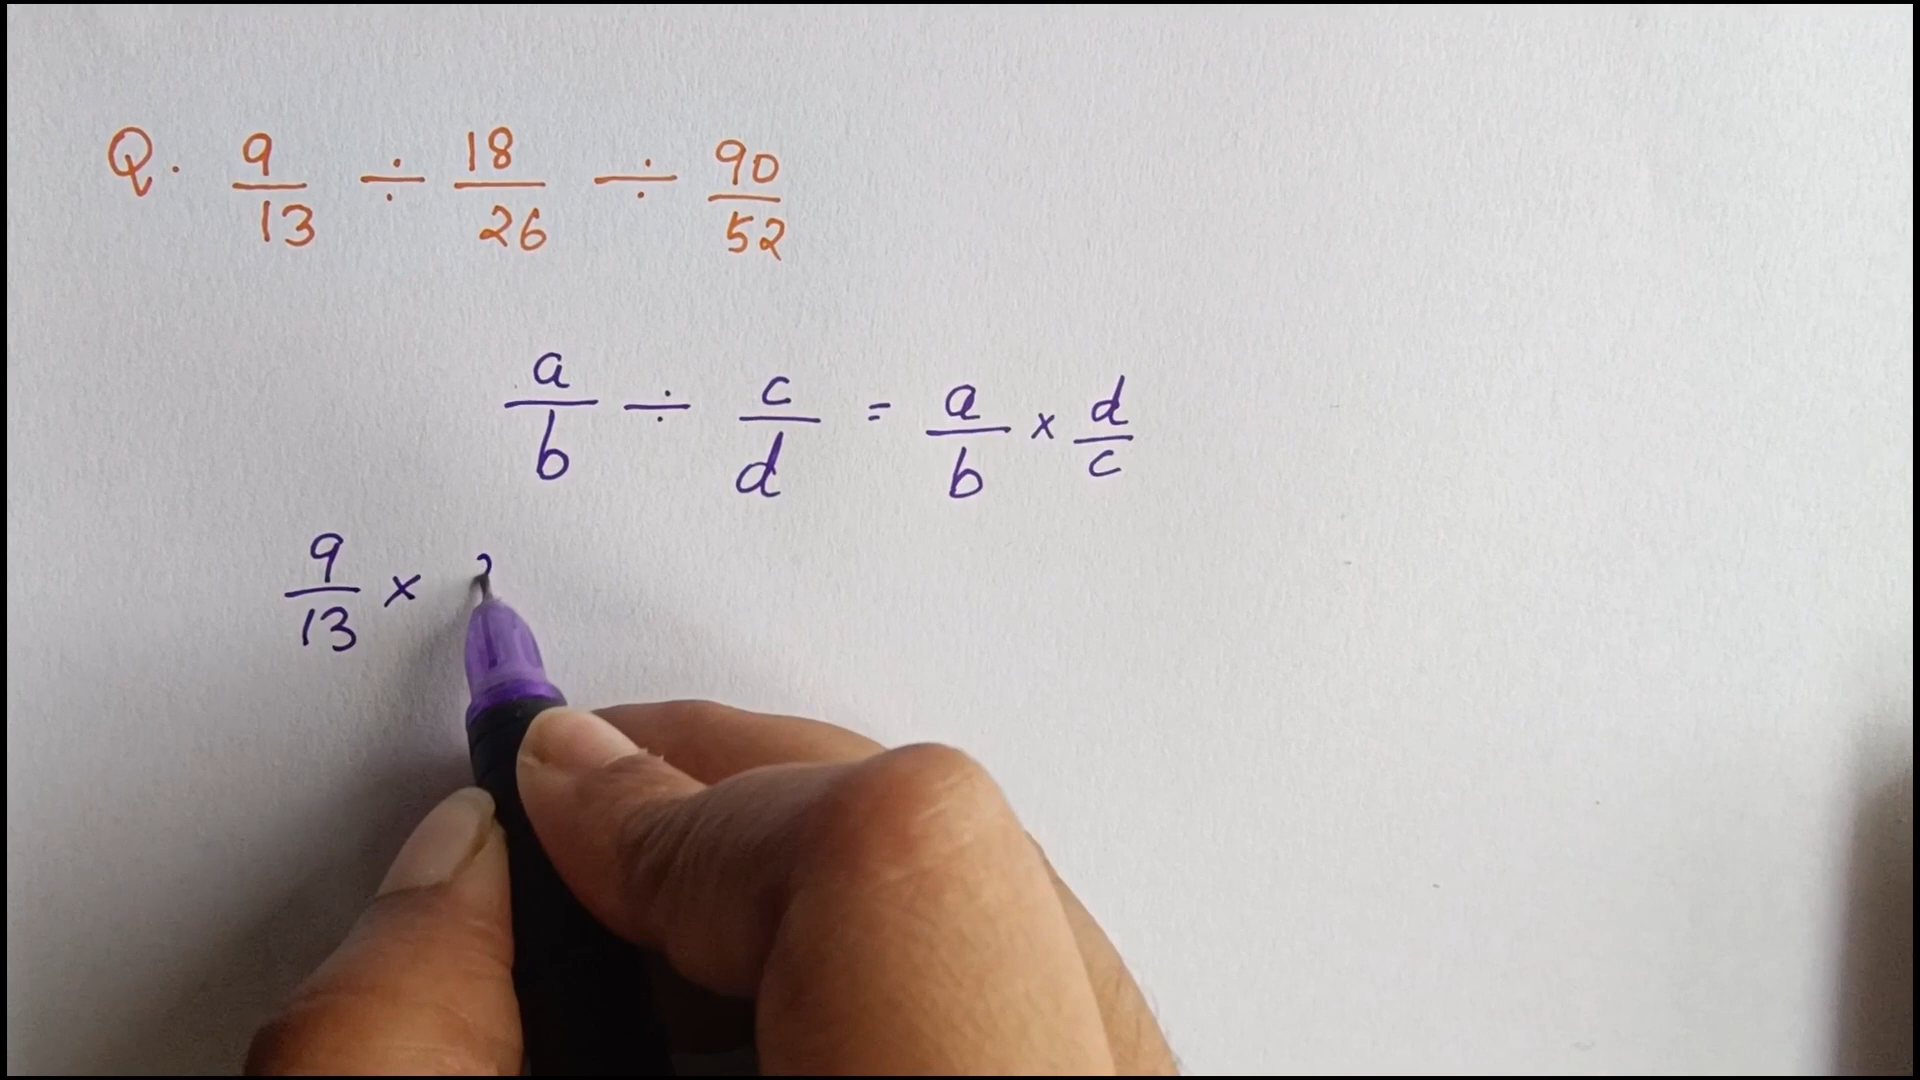 Q. 9/13 ÷ 18/26 ÷ 90/52
a/b ÷ c/d = a/b × d/c
9/13 ×